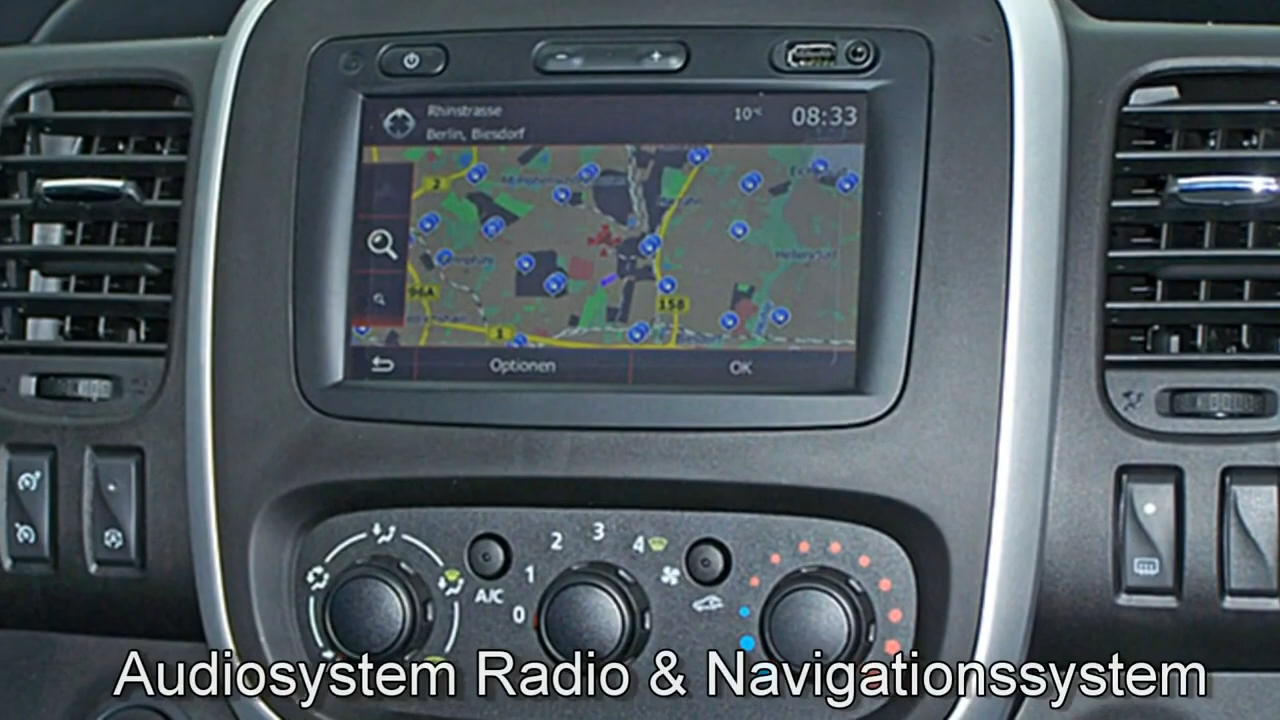 Rhinstrasse
Berlin, Biesdorf
10°C
08:33
2
96A
158
1
Hellersdorf
Optionen
OK
A/C
0
1
2
3
4
Audiosystem Radio & Navigationssystem